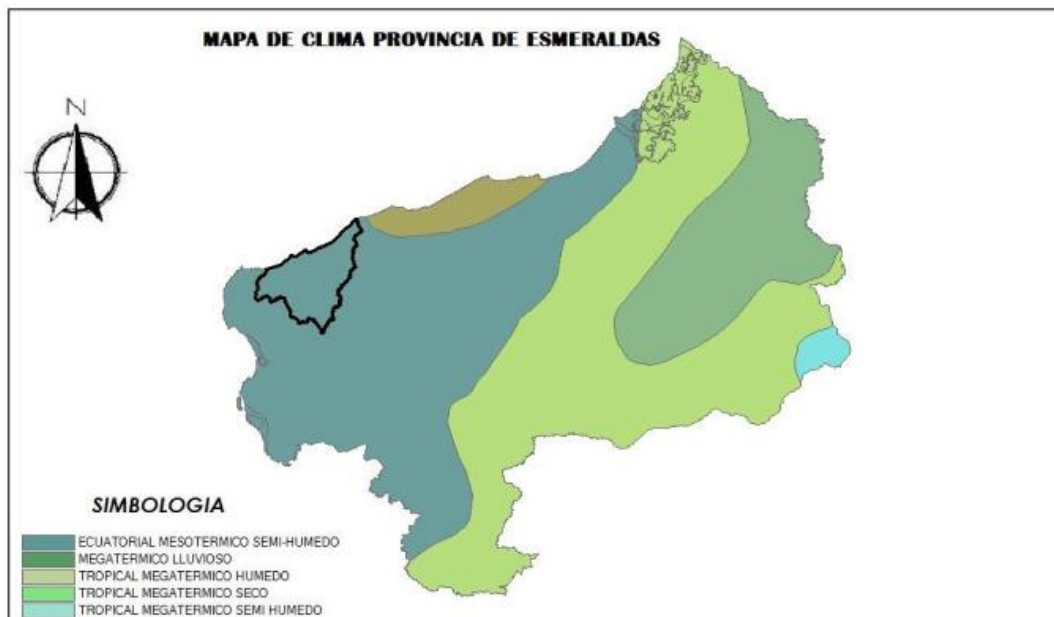 MAPA DE CLIMA PROVINCIA DE ESMERALDAS
N
SIMBOLOGIA
ECUATORIAL MESOTERMICO SEMI-HUMEDO
MEGATERMICO LLUVIOSO
TROPICAL MEGATERMICO HUMEDO
TROPICAL MEGATERMICO SECO
TROPICAL MEGATERMICO SEMI HUMEDO